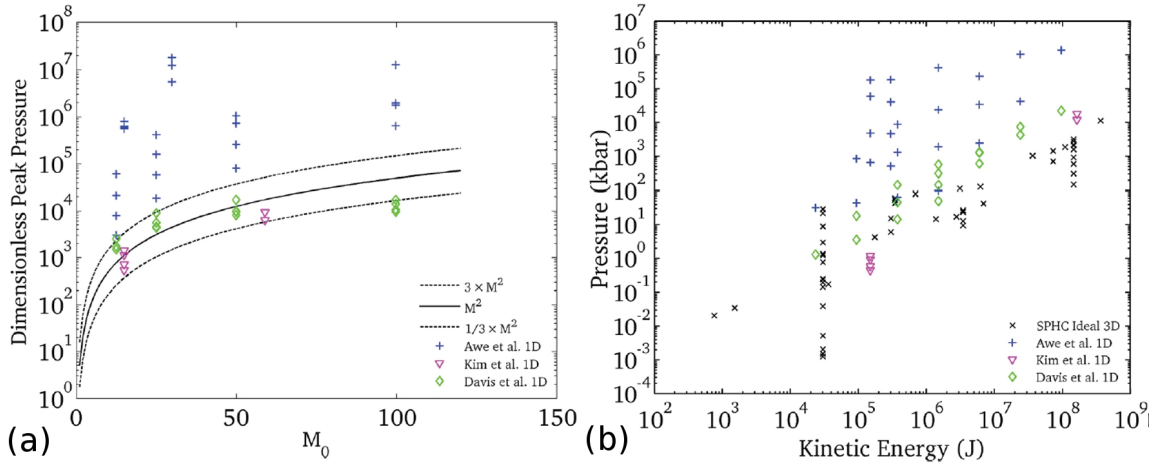 Dimensionless Peak Pressure
10^8
10^7
10^6
10^5
10^4
10^3
10^2
10^1
10^0
0 50 100 150
M_0
3 × M^2
M^2
1/3 × M^2
Awe et al. 1D
Kim et al. 1D
Davis et al. 1D
(a)
Pressure (kbar)
10^7
10^6
10^5
10^4
10^3
10^2
10^1
10^0
10^-1
10^-2
10^-3
10^-4
10^2 10^3 10^4 10^5 10^6 10^7 10^8 10^9
Kinetic Energy (J)
SPHC Ideal 3D
Awe et al. 1D
Kim et al. 1D
Davis et al. 1D
(b)